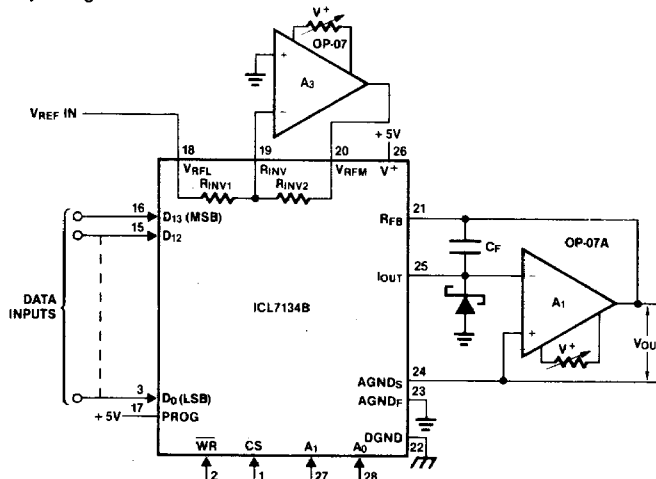 V+
OP-07
A3
+
−
VREF IN
+5V
18 19 20 26
VRFL RINV VRFM V+
RINV1 RINV2
16 D13 (MSB)
15 D12
RFB 21
CF
OP-07A
IOUT 25
−
A1
+
DATA
INPUTS
ICL7134B
V+
VOU
AGNDS 24
AGNDF 23
3 D0 (LSB)
+5V 17 PROG
DGND 22
WR CS A1 A0
2 1 27 28